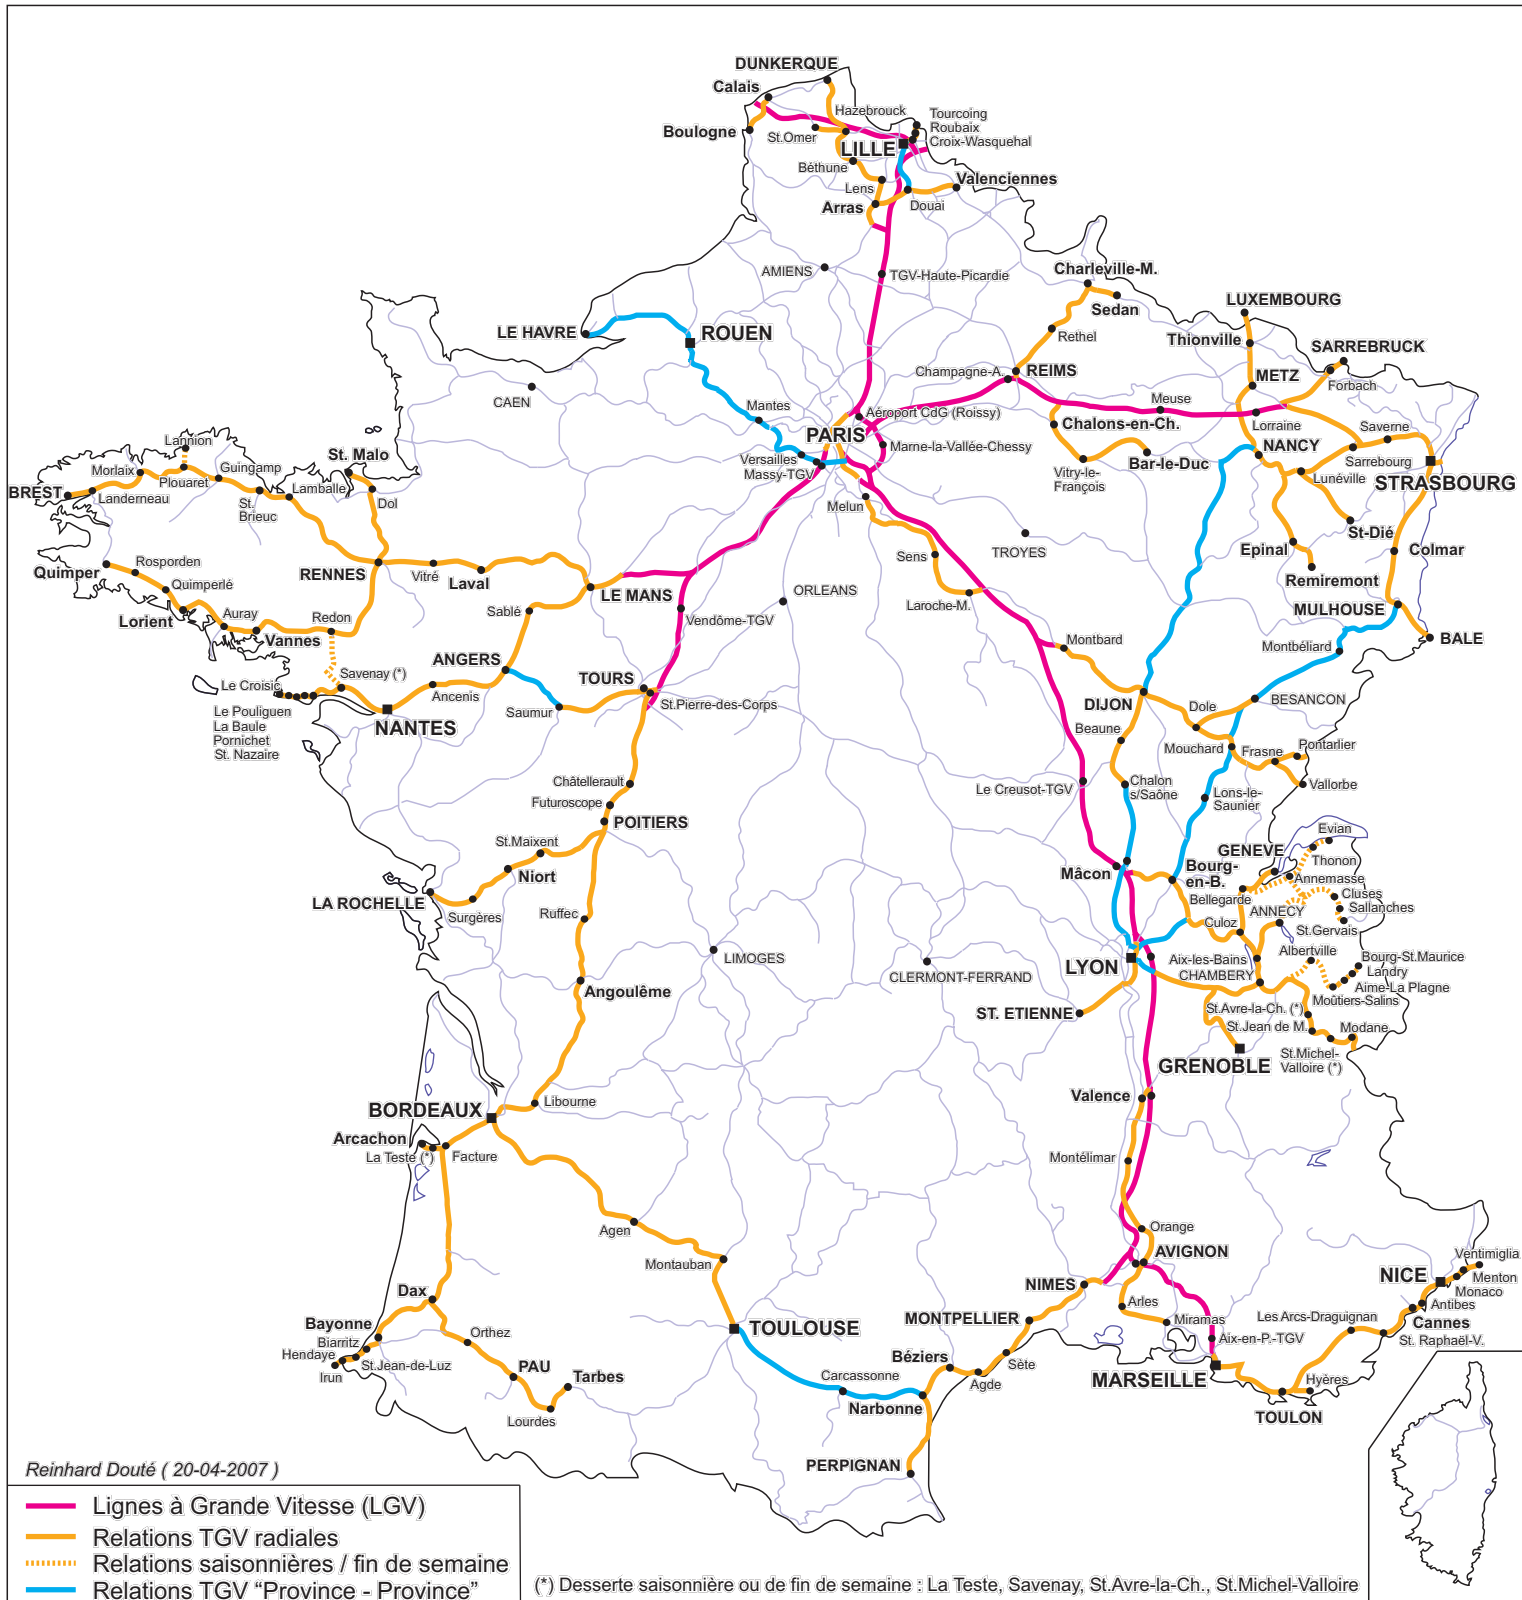 DUNKERQUE
Calais
Hazebrouck
Tourcoing
Roubaix
Croix-Wasquehal
Boulogne
St.Omer
LILLE
Béthune
Valenciennes
Lens
Arras
Douai
AMIENS
TGV-Haute-Picardie
Charleville-M.
Sedan
LUXEMBOURG
LE HAVRE
ROUEN
Rethel
Thionville
SARREBRUCK
Champagne-A.
REIMS
METZ
Forbach
CAEN
Mantes
Aéroport CdG (Roissy)
Meuse
Lorraine
PARIS
Chalons-en-Ch.
Saverne
Lannion
St. Malo
Marne-la-Vallée-Chessy
NANCY
Versailles
Massy-TGV
Vitry-le-
François
Bar-le-Duc
Sarrebourg
Morlaix
Guingamp
Plouaret
Lunéville
STRASBOURG
BREST
Landerneau
Lamballe
Dol
St.
Brieuc
Melun
St-Dié
TROYES
Epinal
Colmar
Quimper
Rosporden
RENNES
Vitré
Laval
Sens
Remiremont
Quimperlé
LE MANS
ORLEANS
Laroche-M.
MULHOUSE
Lorient
Auray
Redon
Sablé
Vendôme-TGV
Vannes
Montbard
Montbéliard
BALE
ANGERS
Savenay (*)
TOURS
Le Croisic
Ancenis
St.Pierre-des-Corps
DIJON
Dole
BESANCON
Le Pouliguen
La Baule
Pornichet
St. Nazaire
NANTES
Saumur
Beaune
Mouchard
Frasne
Pontarlier
Châtellerault
Le Creusot-TGV
Chalon
s/Saône
Lons-le-
Saunier
Vallorbe
Futuroscope
POITIERS
Evian
St.Maixent
GENEVE
Thonon
Niort
Mâcon
Bourg-
en-B.
Annemasse
LA ROCHELLE
Bellegarde
Cluses
Sallanches
Surgères
Ruffec
ANNECY
Culoz
St.Gervais
LIMOGES
Albertville
CLERMONT-FERRAND
LYON
Aix-les-Bains
CHAMBERY
Bourg-St.Maurice
Landry
Aime-La Plagne
Moûtiers-Salins
Angoulême
ST. ETIENNE
St.Avre-la-Ch. (*)
St.Jean de M.
Modane
St.Michel-
Valloire (*)
GRENOBLE
Valence
Libourne
BORDEAUX
Arcachon
La Teste (*)
Facture
Montélimar
Agen
Orange
Montauban
AVIGNON
Ventimiglia
NIMES
NICE
Menton
Monaco
Dax
Arles
Antibes
Bayonne
MONTPELLIER
Miramas
Les Arcs-Draguignan
Cannes
Biarritz
Orthez
TOULOUSE
Aix-en-P.-TGV
St. Raphaël-V.
Hendaye
St.Jean-de-Luz
Irun
PAU
Béziers
Sète
Tarbes
Carcassonne
Agde
MARSEILLE
Hyères
Lourdes
Narbonne
TOULON
PERPIGNAN
Reinhard Douté ( 20-04-2007 )
Lignes à Grande Vitesse (LGV)
Relations TGV radiales
Relations saisonnières / fin de semaine
Relations TGV “Province - Province”
(*) Desserte saisonnière ou de fin de semaine : La Teste, Savenay, St.Avre-la-Ch., St.Michel-Valloire